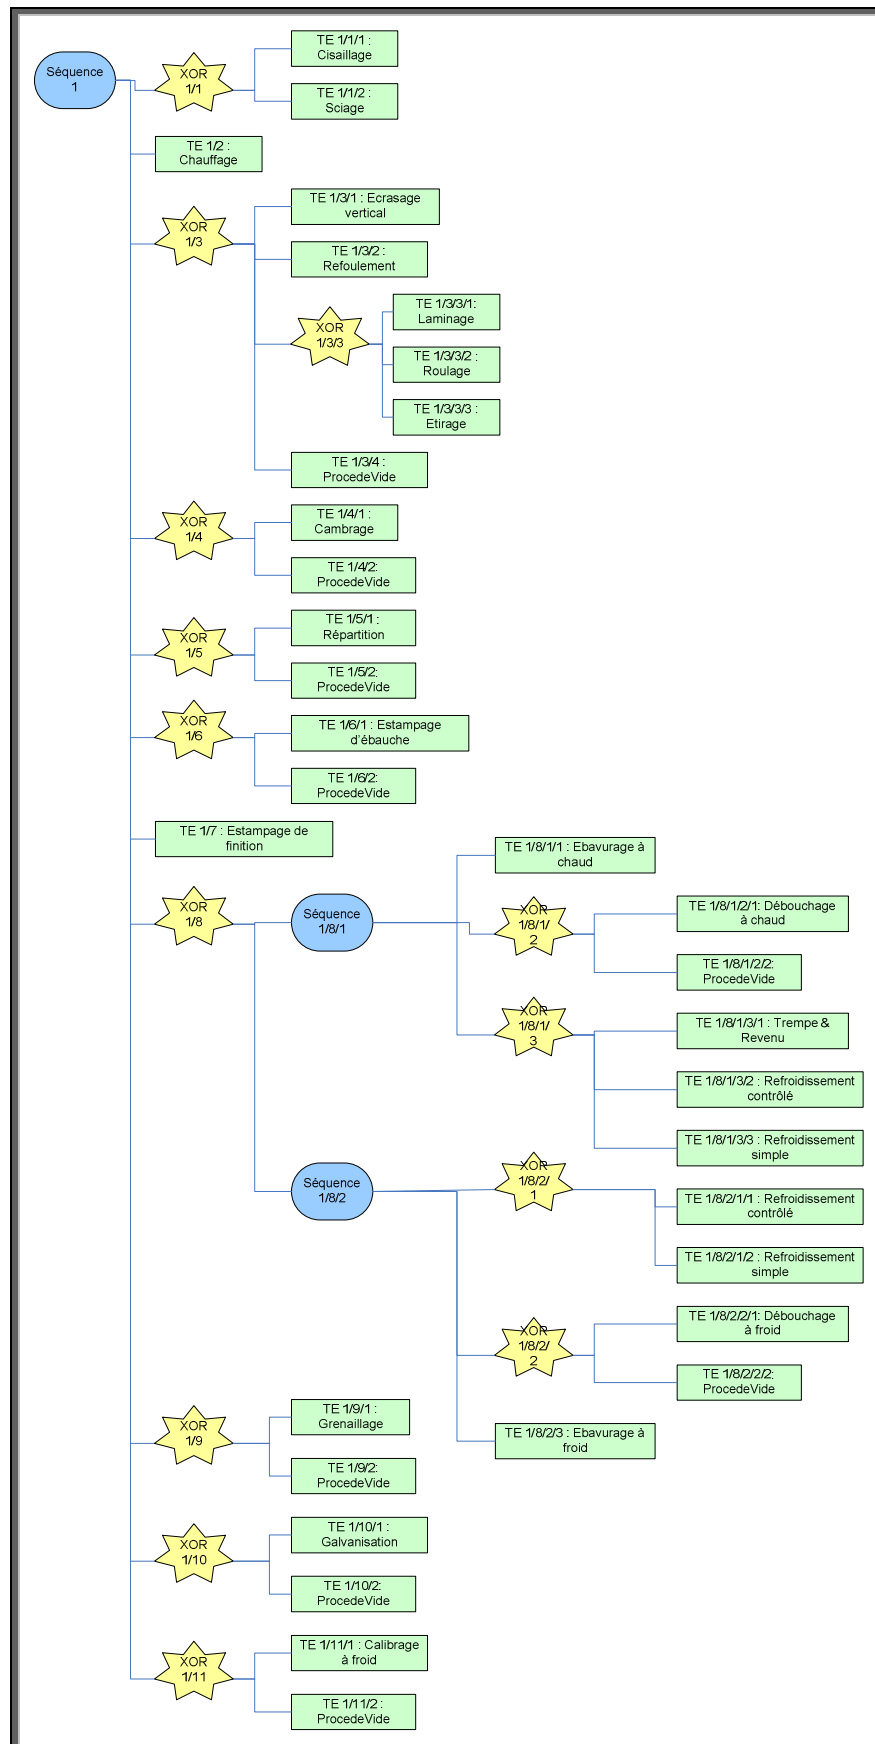 Séquence
1
XOR
1/1
TE 1/1/1 :
Cisaillage
TE 1/1/2 :
Sciage
TE 1/2 :
Chauffage
XOR
1/3
TE 1/3/1 : Ecrasage
vertical
TE 1/3/2 :
Refoulement
XOR
1/3/3
TE 1/3/3/1:
Laminage
TE 1/3/3/2 :
Roulage
TE 1/3/3/3 :
Etirage
TE 1/3/4 :
ProcedeVide
XOR
1/4
TE 1/4/1 :
Cambrage
TE 1/4/2:
ProcedeVide
XOR
1/5
TE 1/5/1 :
Répartition
TE 1/5/2:
ProcedeVide
XOR
1/6
TE 1/6/1 : Estampage
d'ébauche
TE 1/6/2:
ProcedeVide
TE 1/7 : Estampage de
finition
XOR
1/8
Séquence
1/8/1
TE 1/8/1/1 : Ebavurage à
chaud
XOR
1/8/1/
2
TE 1/8/1/2/1: Débouchage
à chaud
TE 1/8/1/2/2:
ProcedeVide
XOR
1/8/1/
3
TE 1/8/1/3/1 : Trempe &
Revenu
TE 1/8/1/3/2 : Refroidissement
contrôlé
TE 1/8/1/3/3 : Refroidissement
simple
Séquence
1/8/2
XOR
1/8/2/
1
TE 1/8/2/1/1 : Refroidissement
contrôlé
TE 1/8/2/1/2 : Refroidissement
simple
XOR
1/8/2/
2
TE 1/8/2/2/1: Débouchage
à froid
TE 1/8/2/2/2:
ProcedeVide
TE 1/8/2/3 : Ebavurage à
froid
XOR
1/9
TE 1/9/1 :
Grenaillage
TE 1/9/2:
ProcedeVide
XOR
1/10
TE 1/10/1 :
Galvanisation
TE 1/10/2:
ProcedeVide
XOR
1/11
TE 1/11/1 : Calibrage
à froid
TE 1/11/2 :
ProcedeVide